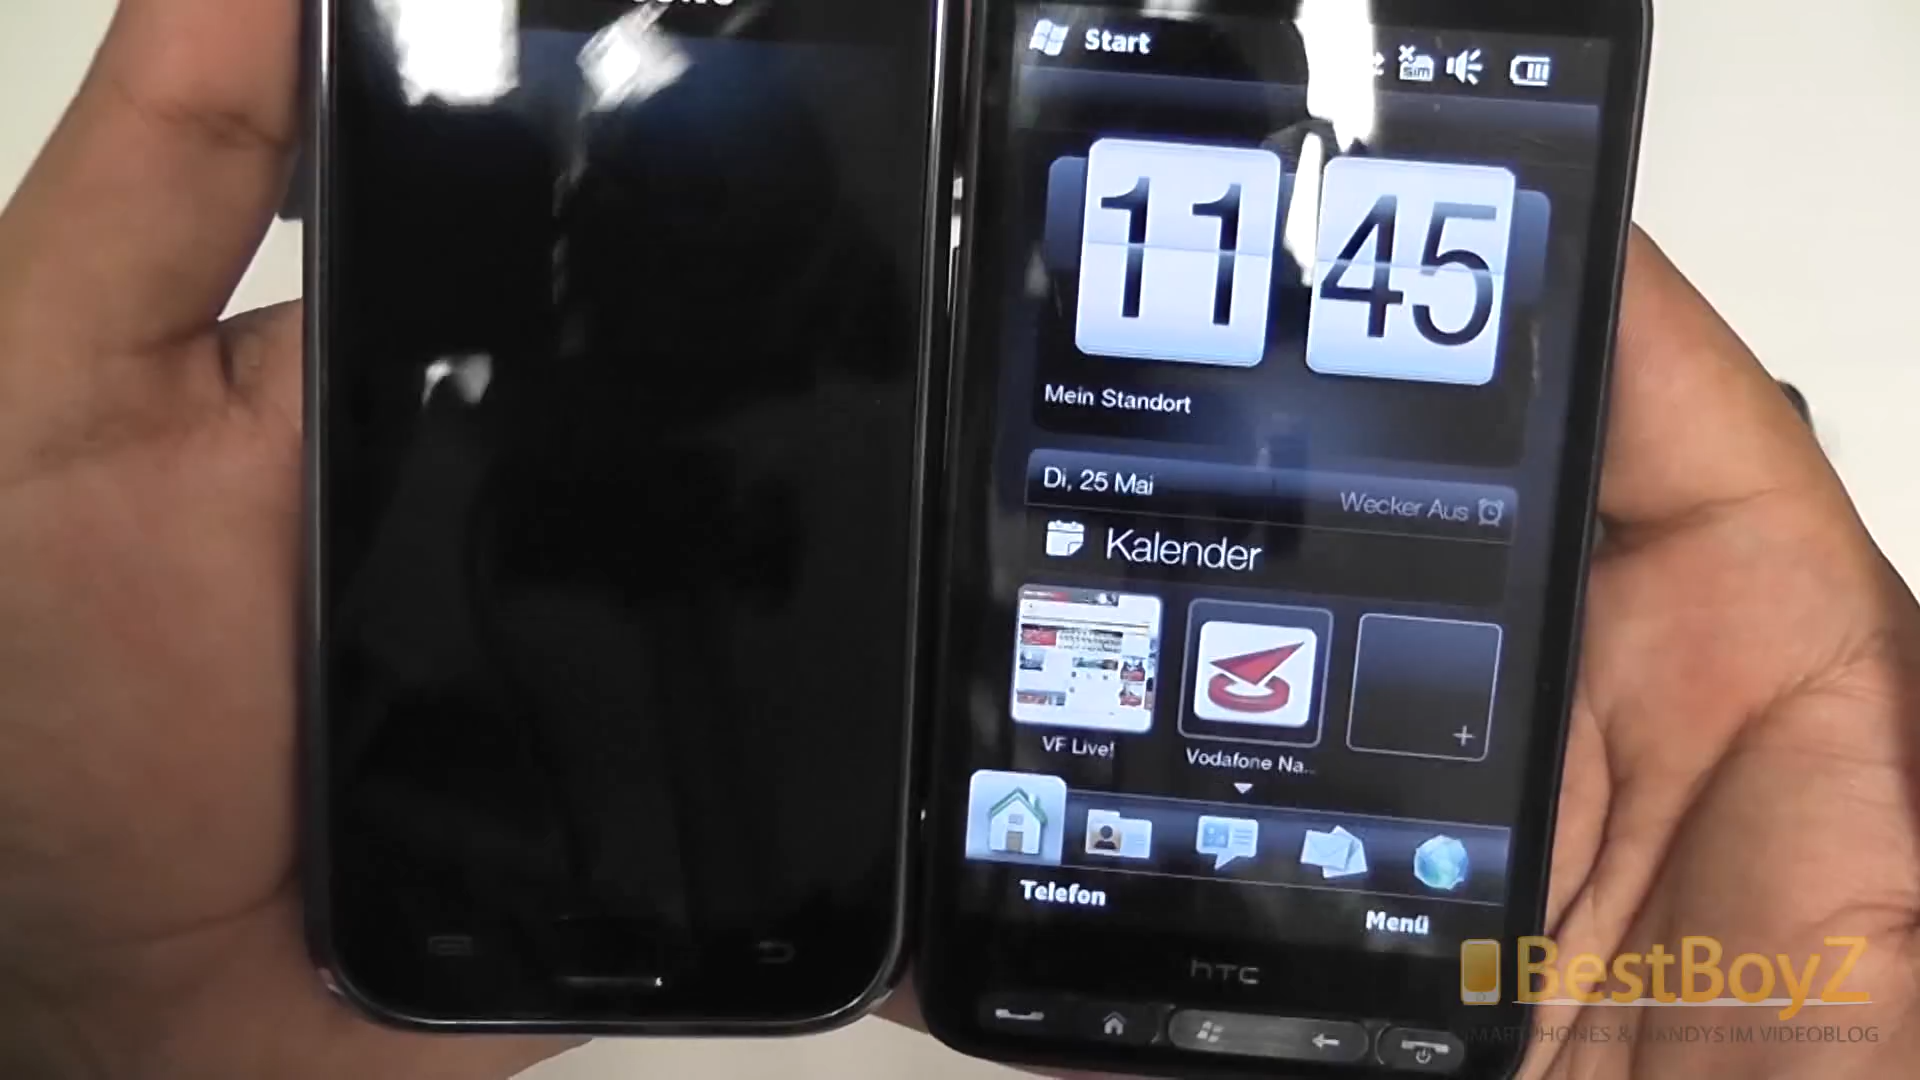 Start
sim
11 45
Mein Standort
Di, 25 Mai
Wecker Aus
Kalender
VF Live!
Vodafone Na...
Telefon
Menü
hTC
BestBoyZ
SMARTPHONES & HANDYS IM VIDEOBLOG